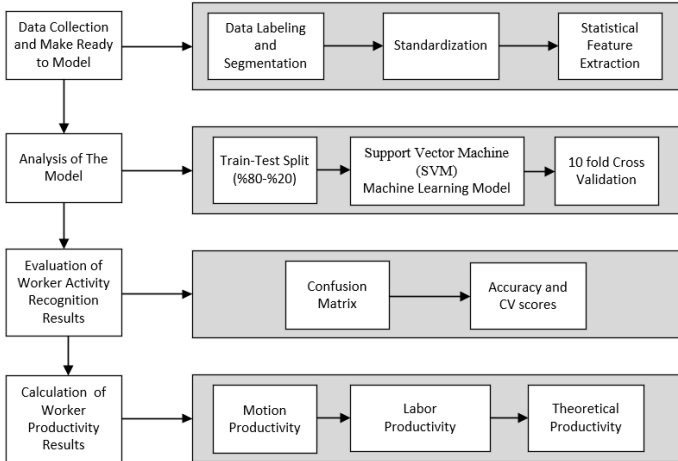 Data Collection
and Make Ready
to Model
Data Labeling
and
Segmentation
Standardization
Statistical
Feature
Extraction
Analysis of The
Model
Train-Test Split
(%80-%20)
Support Vector Machine
(SVM)
Machine Learning Model
10 fold Cross
Validation
Evaluation of
Worker Activity
Recognition
Results
Confusion
Matrix
Accuracy and
CV scores
Calculation of
Worker
Productivity
Results
Motion
Productivity
Labor
Productivity
Theoretical
Productivity